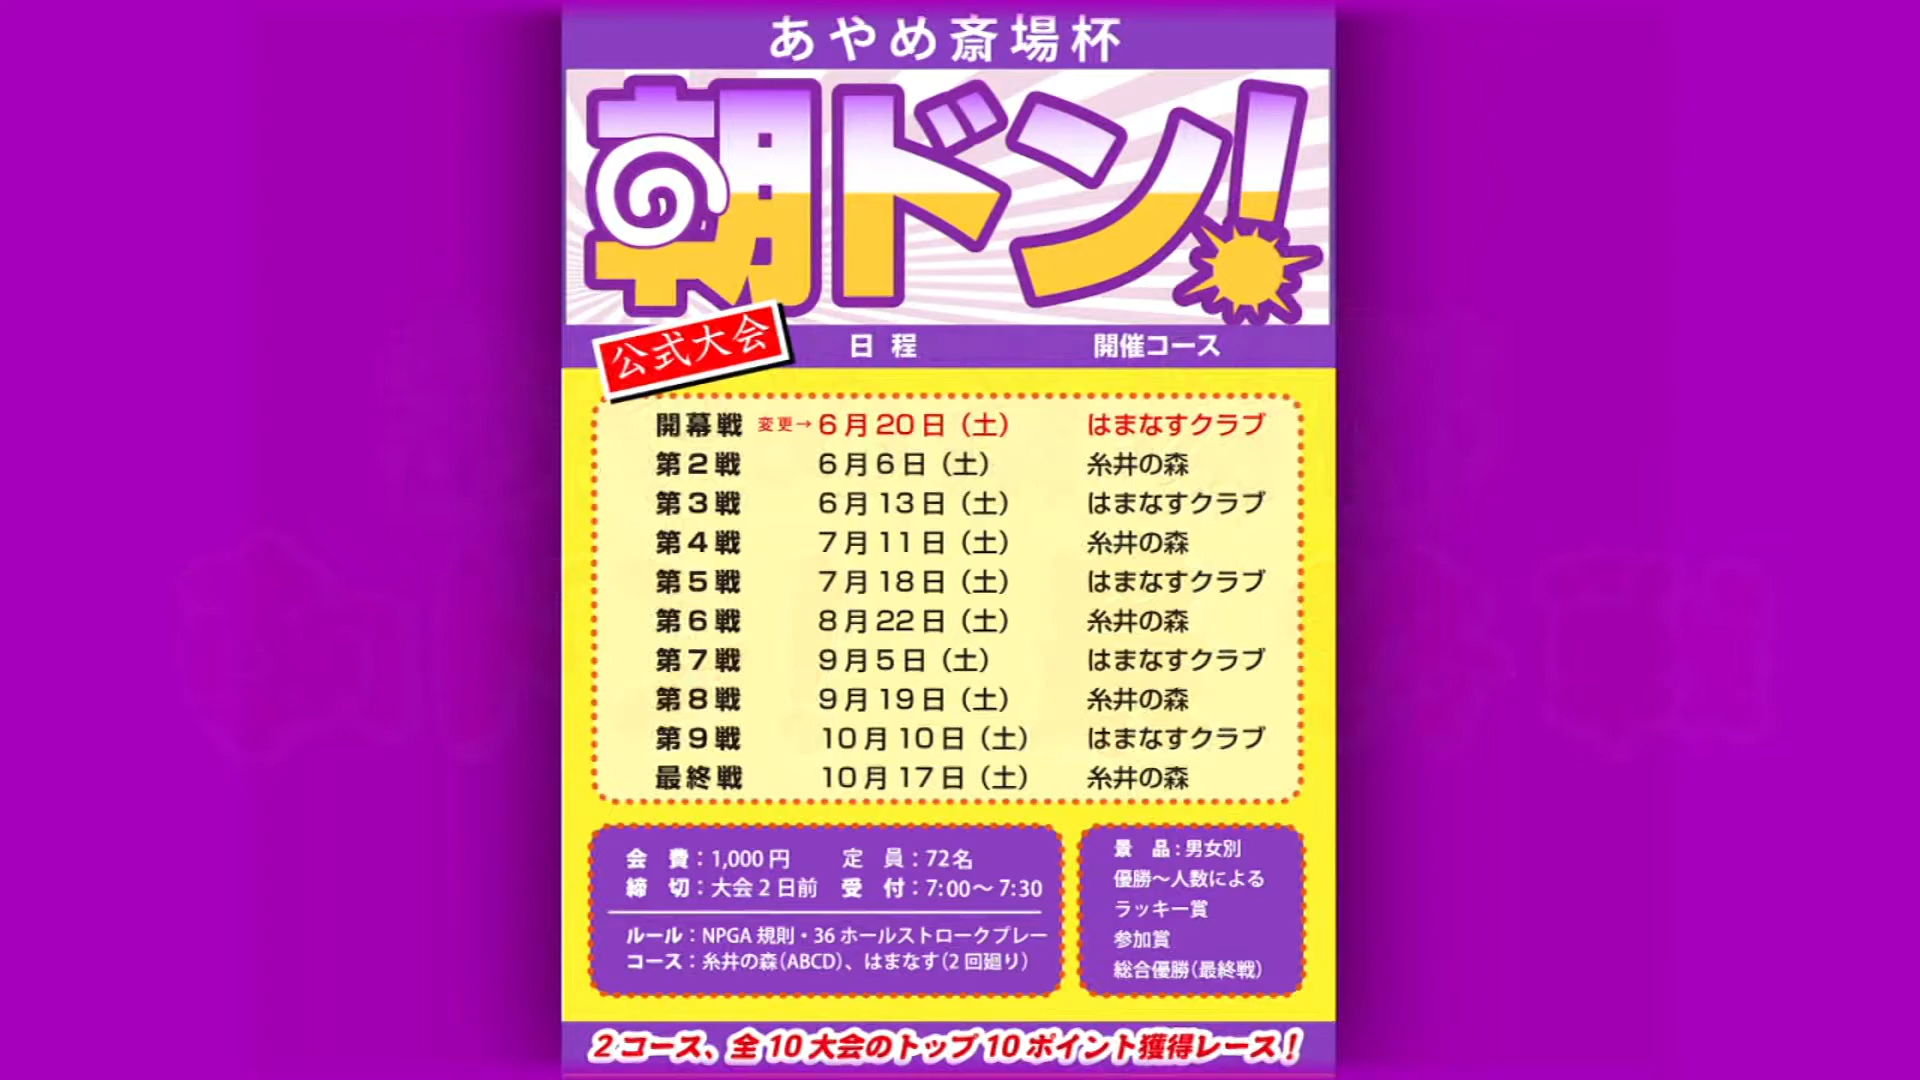 あやめ斎場杯
朝ドン!
公式大会
日程 開催コース
開幕戦 変更→6月20日(土) はまなすクラブ
第2戦 6月6日(土) 糸井の森
第3戦 6月13日(土) はまなすクラブ
第4戦 7月11日(土) 糸井の森
第5戦 7月18日(土) はまなすクラブ
第6戦 8月22日(土) 糸井の森
第7戦 9月5日(土) はまなすクラブ
第8戦 9月19日(土) 糸井の森
第9戦 10月10日(土) はまなすクラブ
最終戦 10月17日(土) 糸井の森
会 費:1,000円 定 員:72名
締 切:大会2日前 受 付:7:00〜7:30
ルール:NPGA規則・36ホールストロークプレー
コース:糸井の森(ABCD)、はまなす(2回廻り)
景 品:男女別
優勝〜人数による
ラッキー賞
参加賞
総合優勝(最終戦)
2コース、全10大会のトップ10ポイント獲得レース!